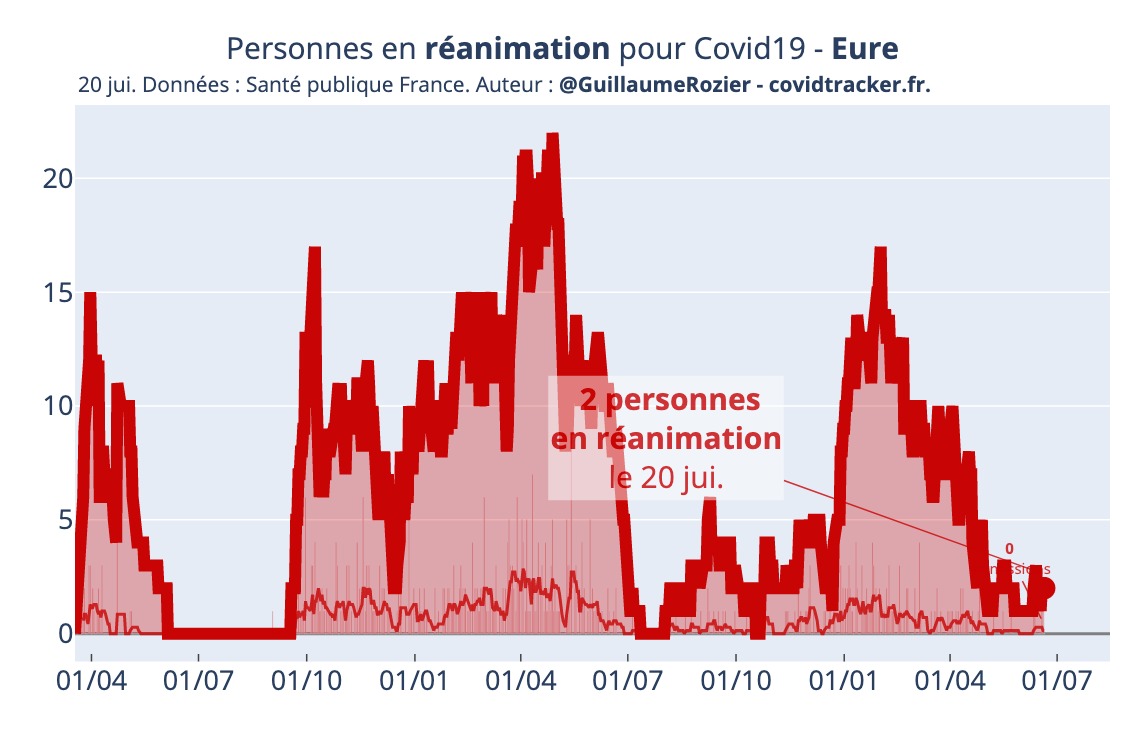 Personnes en réanimation pour Covid19 - Eure
20 jui. Données : Santé publique France. Auteur : @GuillaumeRozier - covidtracker.fr.
20
15
10
5
0
2 personnes
en réanimation
le 20 jui.
0
01/04 01/07 01/10 01/01 01/04 01/07 01/10 01/01 01/04 01/07